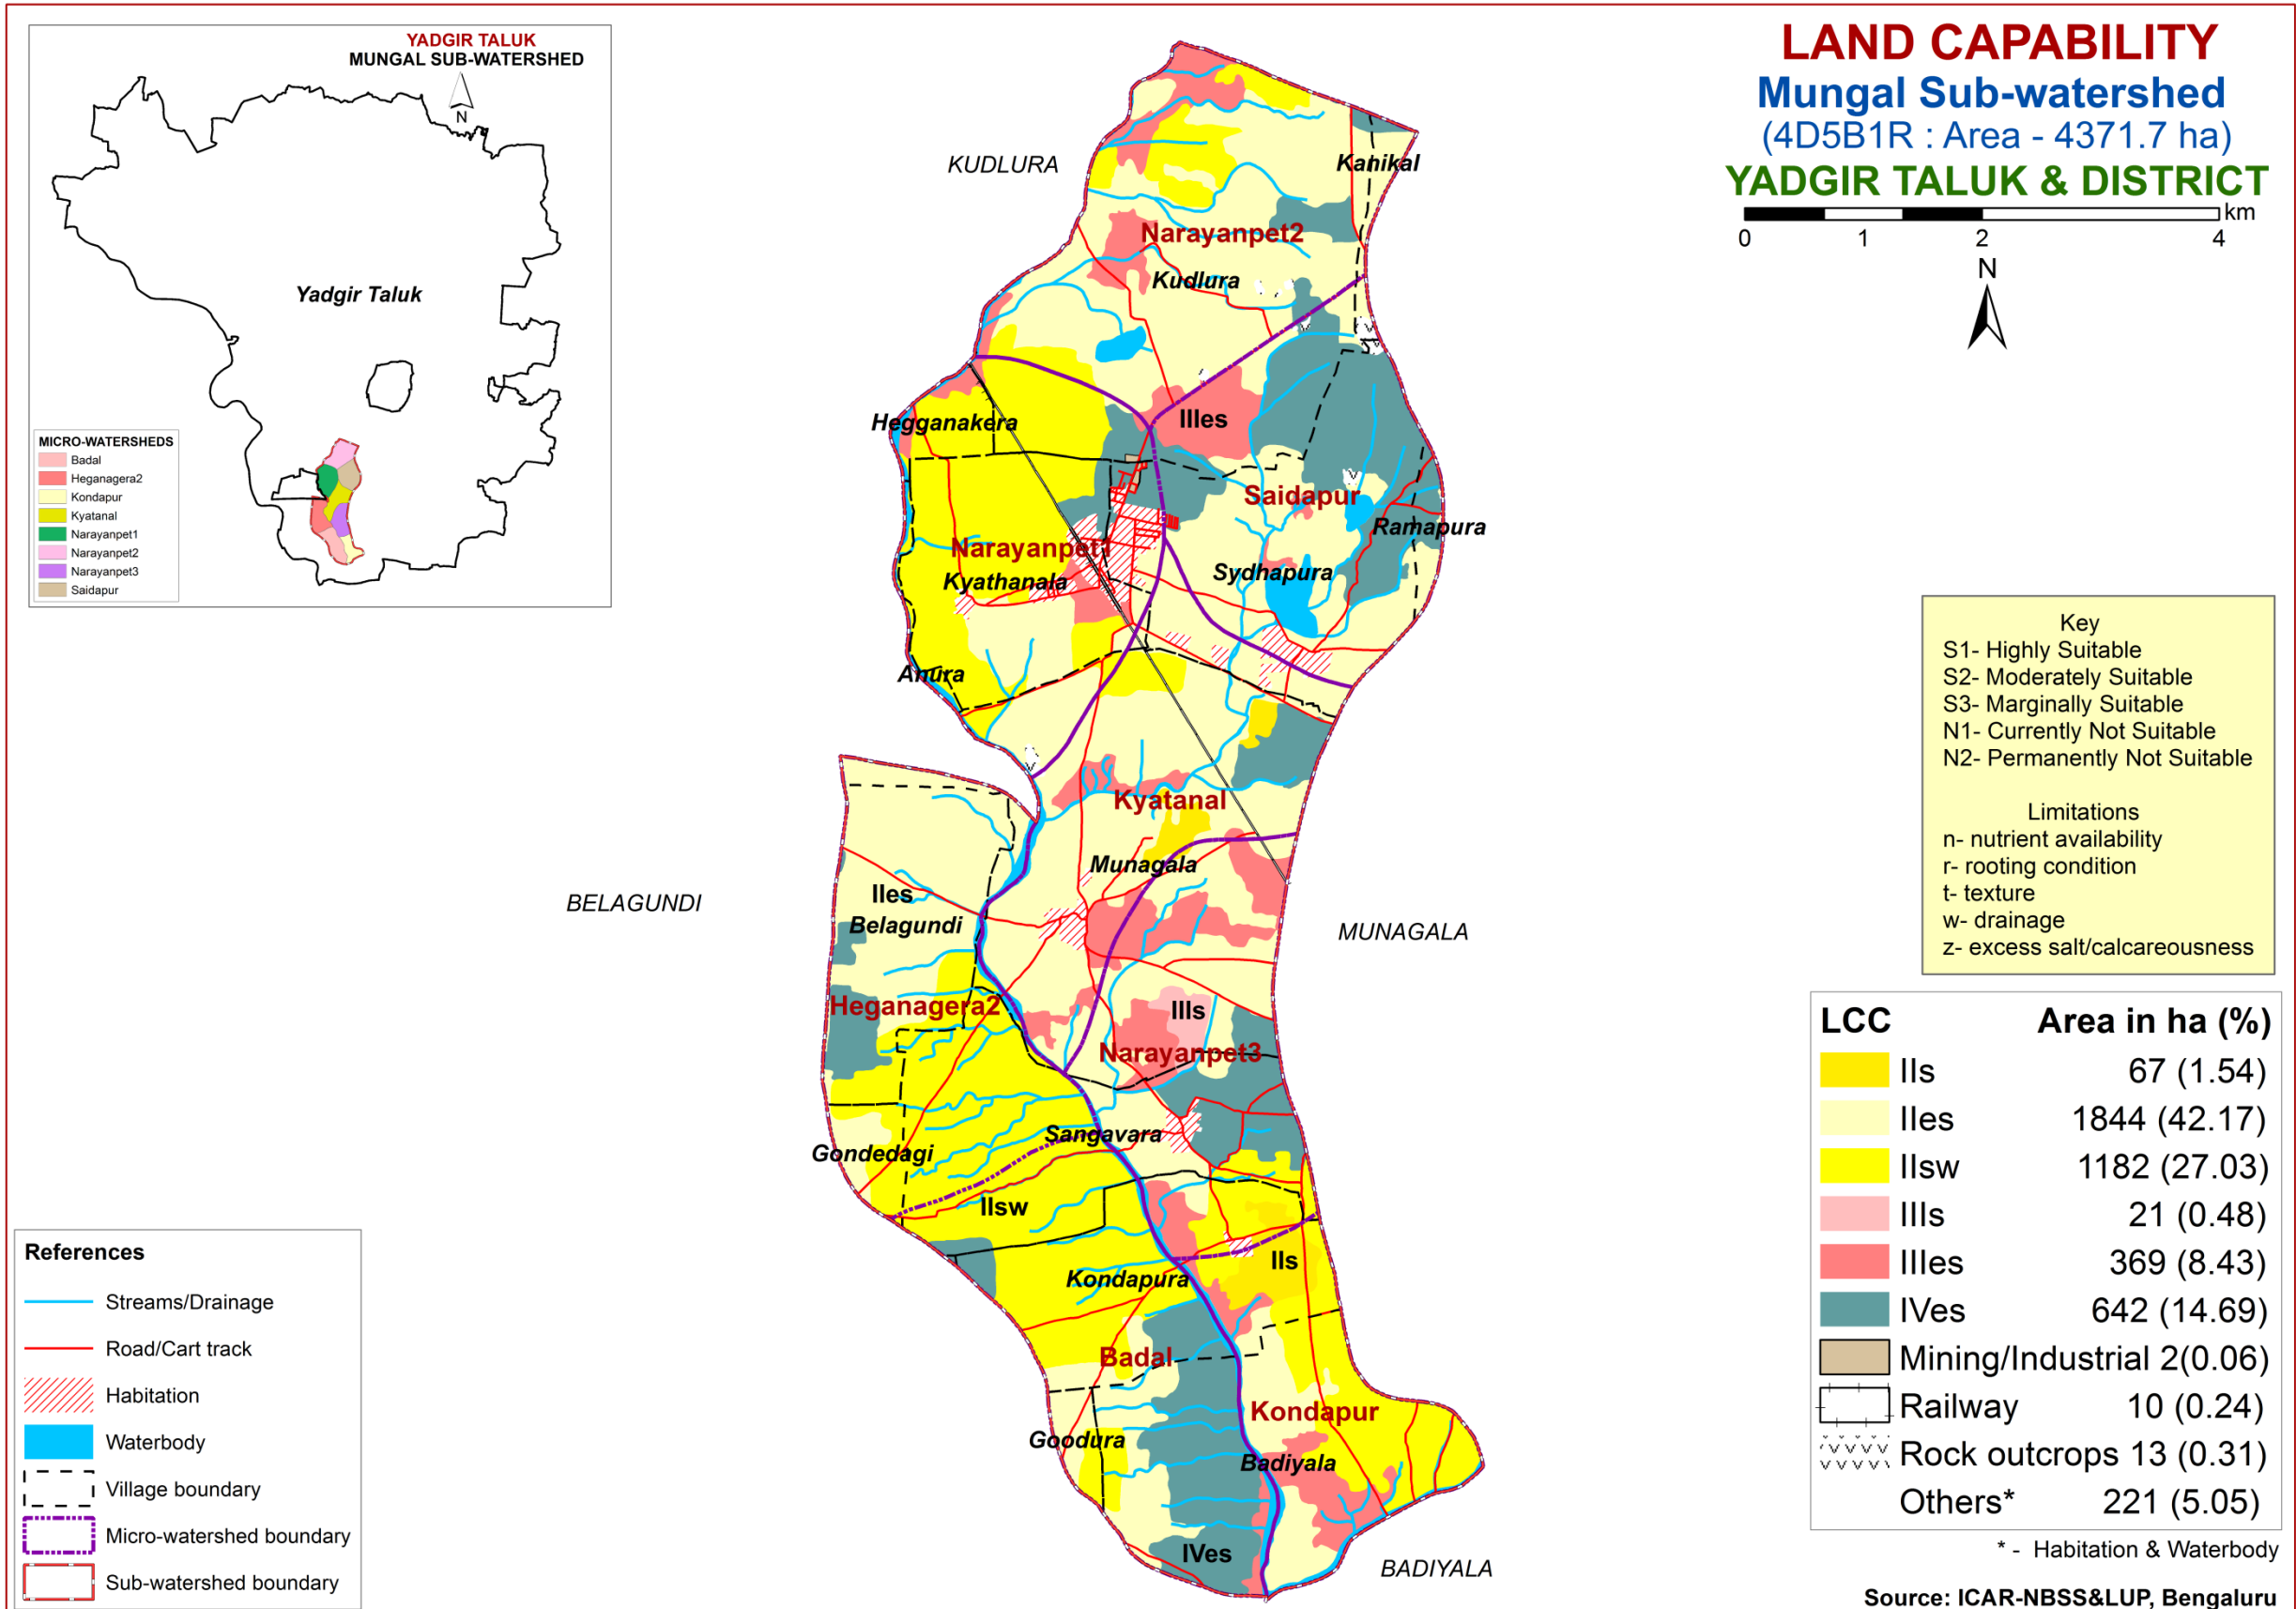 YADGIR TALUK
MUNGAL SUB-WATERSHED
N
Yadgir Taluk
MICRO-WATERSHEDS
Badal
Heganagera2
Kondapur
Kyatanal
Narayanpet1
Narayanpet2
Narayanpet3
Saidapur
LAND CAPABILITY
Mungal Sub-watershed
(4D5B1R : Area - 4371.7 ha)
YADGIR TALUK & DISTRICT
km
0 1 2 4
N
KUDLURA
Kanikal
Narayanpet2
Kudlura
IIIes
Hegganakera
Saidapur
Ramapura
Narayanpet1
Kyathanala
Sydhapura
Anura
Kyatanal
Munagala
IIes
BELAGUNDI
Belagundi
MUNAGALA
Heganagera2
IIIs
Narayanpet3
Sangavara
Gondedagi
IIsw
IIs
Kondapura
Badal
Kondapur
Goodura
Badiyala
IVes
BADIYALA
Key
S1- Highly Suitable
S2- Moderately Suitable
S3- Marginally Suitable
N1- Currently Not Suitable
N2- Permanently Not Suitable
Limitations
n- nutrient availability
r- rooting condition
t- texture
w- drainage
z- excess salt/calcareousness
LCC Area in ha (%)
IIs 67 (1.54)
IIes 1844 (42.17)
IIsw 1182 (27.03)
IIIs 21 (0.48)
IIIes 369 (8.43)
IVes 642 (14.69)
Mining/Industrial 2(0.06)
Railway 10 (0.24)
Rock outcrops 13 (0.31)
Others* 221 (5.05)
* - Habitation & Waterbody
Source: ICAR-NBSS&LUP, Bengaluru
References
Streams/Drainage
Road/Cart track
Habitation
Waterbody
Village boundary
Micro-watershed boundary
Sub-watershed boundary